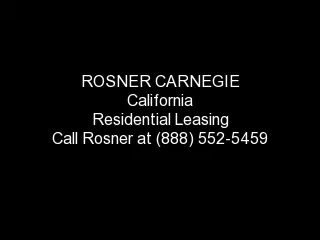 ROSNER CARNEGIE
California
Residential Leasing
Call Rosner at (888) 552-5459